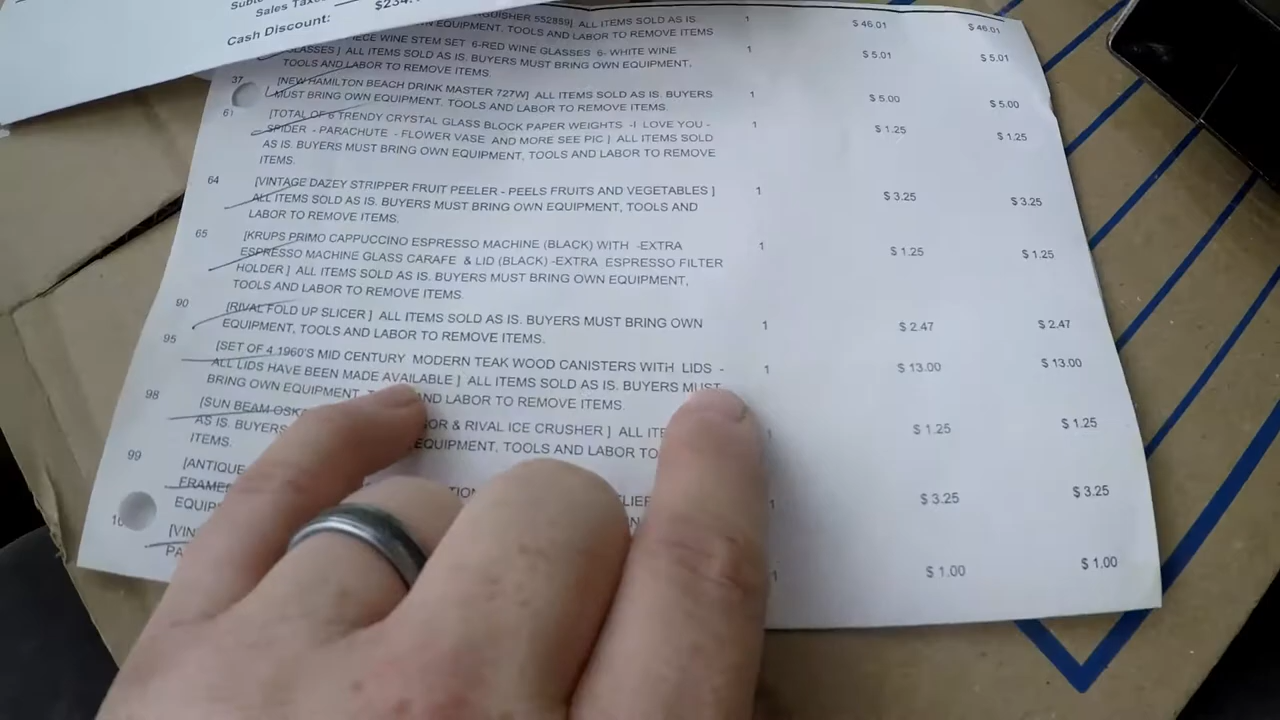 Sales Taxes
Cash Discount:
$234.
GUISHER 552859] ALL ITEMS SOLD AS IS.
EQUIPMENT, TOOLS AND LABOR TO REMOVE ITEMS
1 $ 46.01 $ 46.01
WINE STEM SET 6-RED WINE GLASSES 6- WHITE WINE 1 $ 5.01 $ 5.01
GLASSES ] ALL ITEMS SOLD AS IS. BUYERS MUST BRING OWN EQUIPMENT,
TOOLS AND LABOR TO REMOVE ITEMS.
37 [NEW HAMILTON BEACH DRINK MASTER 727W] ALL ITEMS SOLD AS IS. BUYERS 1 $ 5.00 $ 5.00
MUST BRING OWN EQUIPMENT, TOOLS AND LABOR TO REMOVE ITEMS.
61 [TOTAL OF 6 TRENDY CRYSTAL GLASS BLOCK PAPER WEIGHTS -I LOVE YOU - 1 $ 1.25 $ 1.25
SPIDER - PARACHUTE - FLOWER VASE AND MORE SEE PIC ] ALL ITEMS SOLD
AS IS. BUYERS MUST BRING OWN EQUIPMENT, TOOLS AND LABOR TO REMOVE
ITEMS.
64 [VINTAGE DAZEY STRIPPER FRUIT PEELER - PEELS FRUITS AND VEGETABLES ] 1 $ 3.25 $ 3.25
ALL ITEMS SOLD AS IS. BUYERS MUST BRING OWN EQUIPMENT, TOOLS AND
LABOR TO REMOVE ITEMS.
65 [KRUPS PRIMO CAPPUCCINO ESPRESSO MACHINE (BLACK) WITH -EXTRA 1 $ 1.25 $ 1.25
ESPRESSO MACHINE GLASS CARAFE & LID (BLACK) -EXTRA ESPRESSO FILTER
HOLDER ] ALL ITEMS SOLD AS IS. BUYERS MUST BRING OWN EQUIPMENT,
TOOLS AND LABOR TO REMOVE ITEMS.
90 [RIVAL FOLD UP SLICER ] ALL ITEMS SOLD AS IS. BUYERS MUST BRING OWN 1 $ 2.47 $ 2.47
EQUIPMENT, TOOLS AND LABOR TO REMOVE ITEMS.
95 [SET OF 4 1960'S MID CENTURY MODERN TEAK WOOD CANISTERS WITH LIDS - 1 $ 13.00 $ 13.00
ALL LIDS HAVE BEEN MADE AVAILABLE ] ALL ITEMS SOLD AS IS. BUYERS MUST
BRING OWN EQUIPMENT, AND LABOR TO REMOVE ITEMS.
98 [SUN BEAM OSK OR & RIVAL ICE CRUSHER ] ALL ITE 1 $ 1.25 $ 1.25
AS IS. BUYERS EQUIPMENT, TOOLS AND LABOR TO
ITEMS.
99 [ANTIQUE 1 $ 3.25 $ 3.25
FRAME
EQUIP
[VIN 1 $ 1.00 $ 1.00
PA